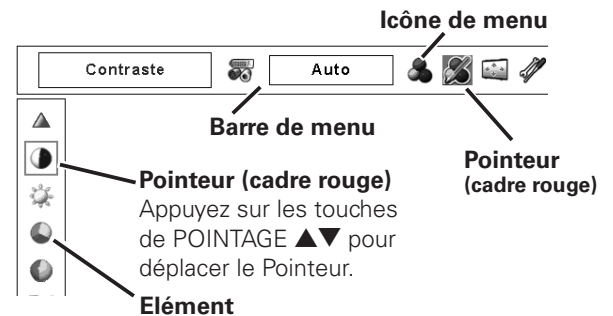 Icône de menu
Contraste
Auto
Barre de menu
Pointeur
(cadre rouge)
Pointeur (cadre rouge)
Appuyez sur les touches
de POINTAGE ▲▼ pour
déplacer le Pointeur.
Elément